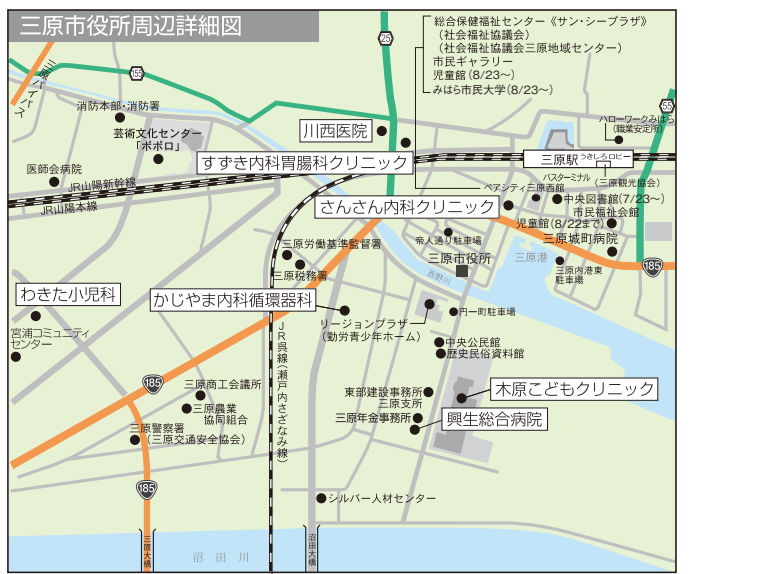 三原市役所周辺詳細図
総合保健福祉センター《サン・シープラザ》
（社会福祉協議会）
（社会福祉協議会三原地域センター）
市民ギャラリー
児童館(8/23～)
みはら市民大学(8/23～)
25
155
55
三原バイパス
消防本部・消防署
川西医院
ハローワークみはら
(職業安定所)
芸術文化センター
「ポポロ」
すずき内科胃腸科クリニック
三原駅 うきしろロビー
医師会病院
バスターミナル
(三原観光協会)
JR山陽新幹線
JR山陽本線
ペアシティ三原西館
さんさん内科クリニック
中央図書館(7/23～)
市民福祉会館
児童館(8/22まで)
三原城町病院
帝人通り駐車場
三原労働基準監督署
三原税務署
三原市役所
三原港
185
三原内港東
駐車場
西野川
わきた小児科
かじやま内科循環器科
リージョンプラザ
(勤労青少年ホーム)
円一町駐車場
宮浦コミュニティ
センター
JR呉線(瀬戸内さざなみ線)
中央公民館
歴史民俗資料館
185
三原商工会議所
三原農業
協同組合
東部建設事務所
三原支所
木原こどもクリニック
三原年金事務所
興生総合病院
三原警察署
(三原交通安全協会)
185
シルバー人材センター
三原大橋
沼田川
沼田大橋